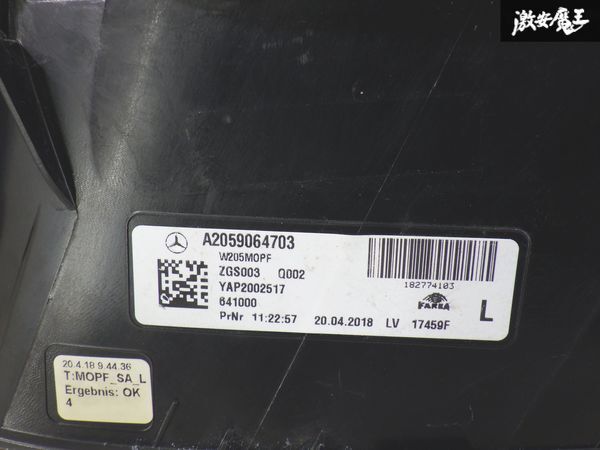 激安魔王
A2059064703
W205MOPF
ZGS003 Q002
YAP2002517
641000
PrNr 11:22:57 20.04.2018 LV 17459F
182774103
FARBA
L
20.4.18 9.44.36
T:MOPF_SA_L
Ergebnis: OK
4